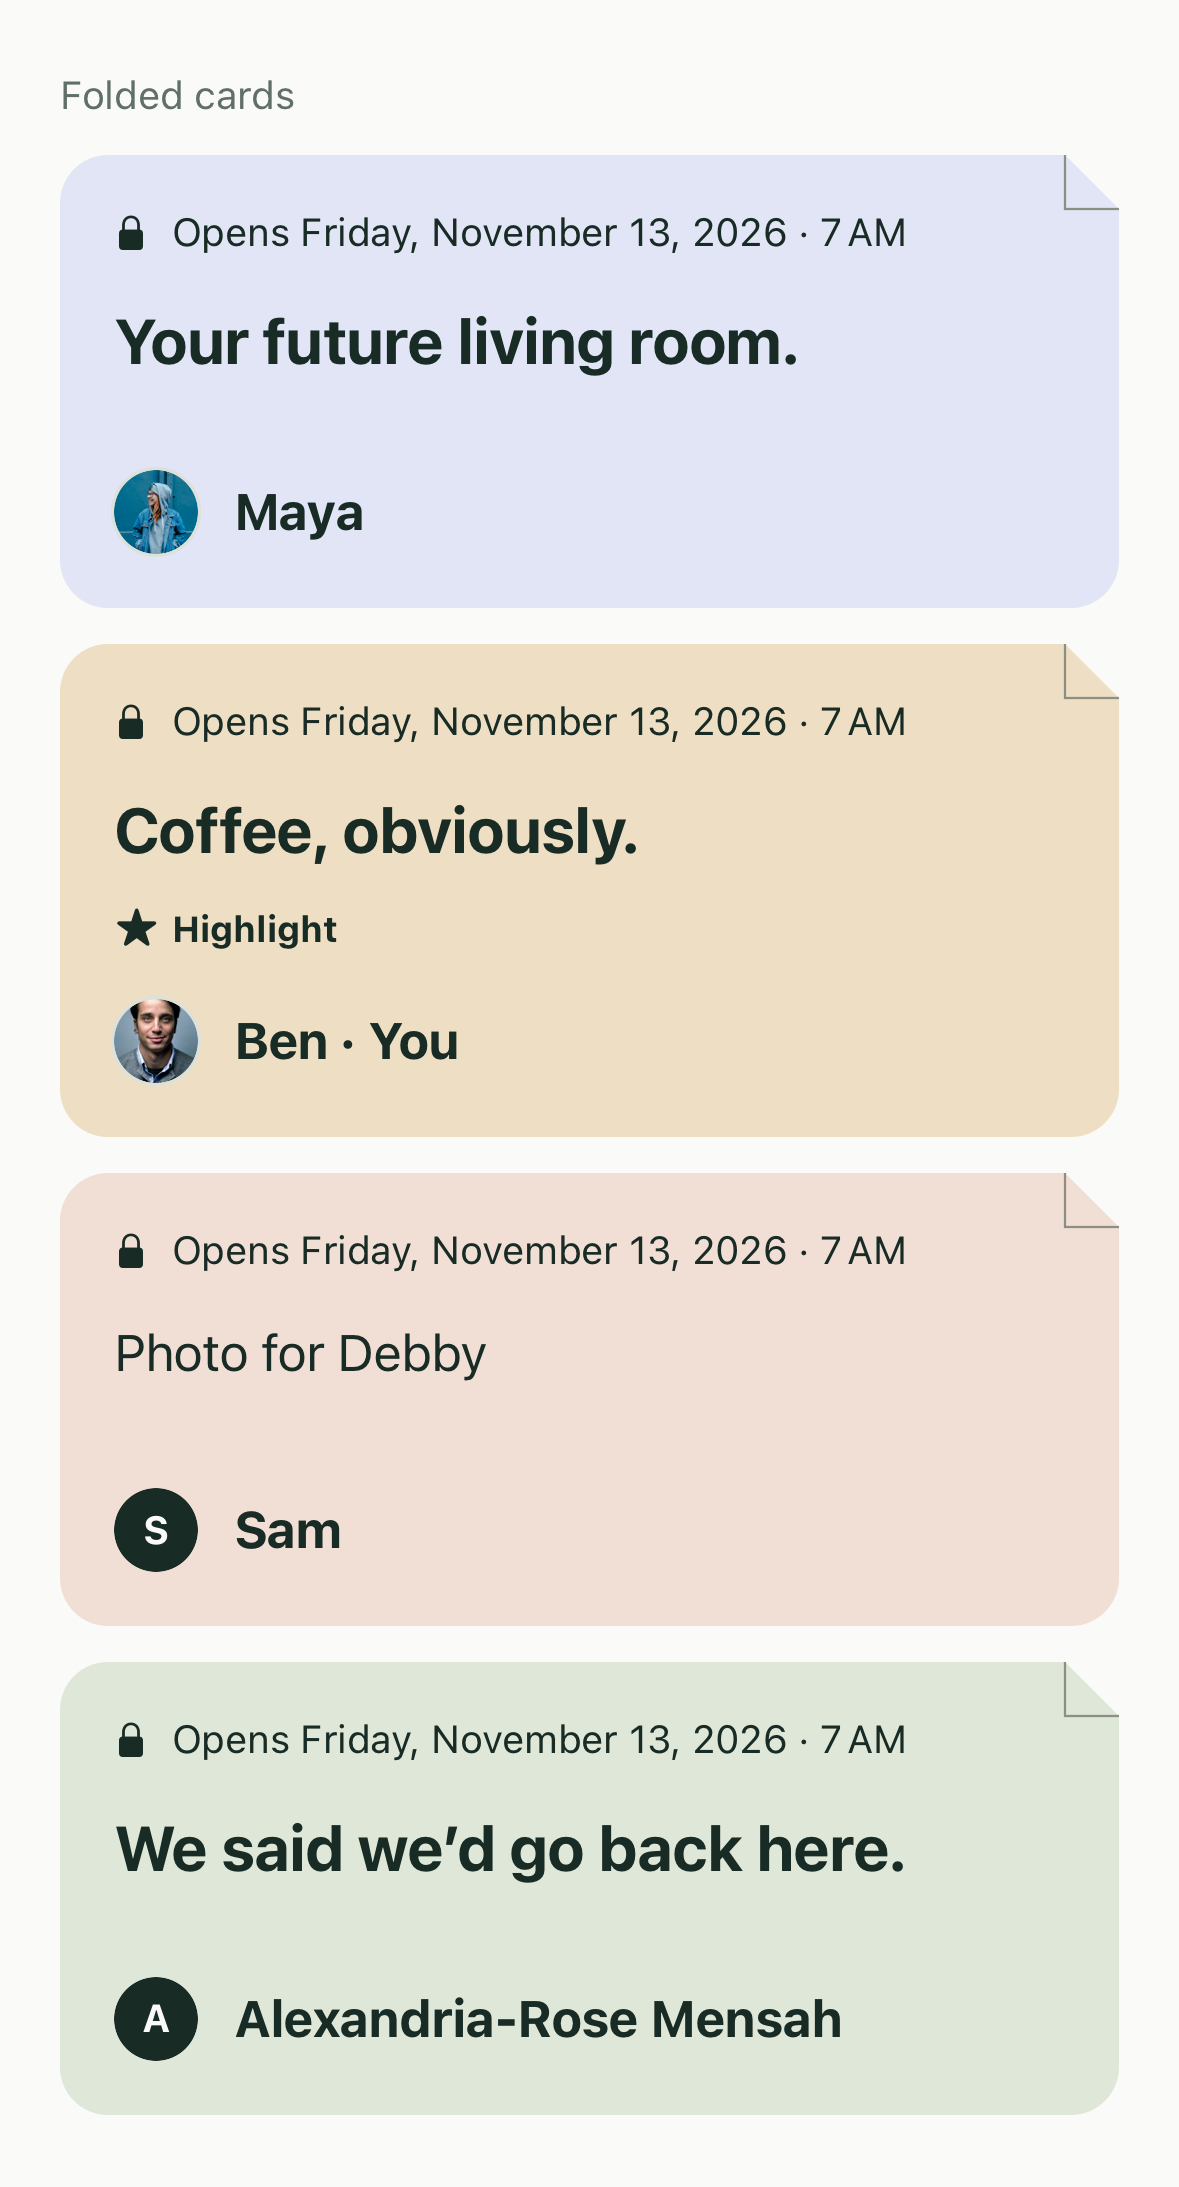 Folded cards
Opens Friday, November 13, 2026 · 7 AM
Your future living room.
Maya
Opens Friday, November 13, 2026 · 7 AM
Coffee, obviously.
Highlight
Ben · You
Opens Friday, November 13, 2026 · 7 AM
Photo for Debby
S Sam
Opens Friday, November 13, 2026 · 7 AM
We said we’d go back here.
A Alexandria-Rose Mensah